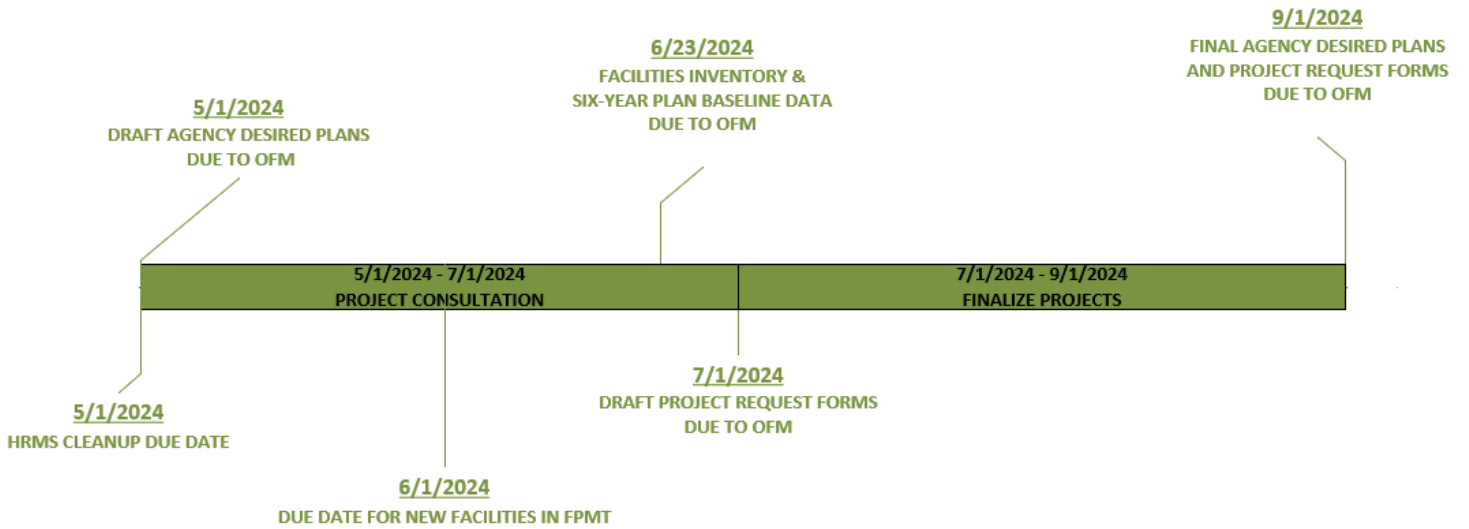 9/1/2024
FINAL AGENCY DESIRED PLANS
AND PROJECT REQUEST FORMS
DUE TO OFM
6/23/2024
FACILITIES INVENTORY &
SIX-YEAR PLAN BASELINE DATA
DUE TO OFM
5/1/2024
DRAFT AGENCY DESIRED PLANS
DUE TO OFM
5/1/2024 - 7/1/2024
PROJECT CONSULTATION
7/1/2024 - 9/1/2024
FINALIZE PROJECTS
7/1/2024
DRAFT PROJECT REQUEST FORMS
DUE TO OFM
5/1/2024
HRMS CLEANUP DUE DATE
6/1/2024
DUE DATE FOR NEW FACILITIES IN FPMT